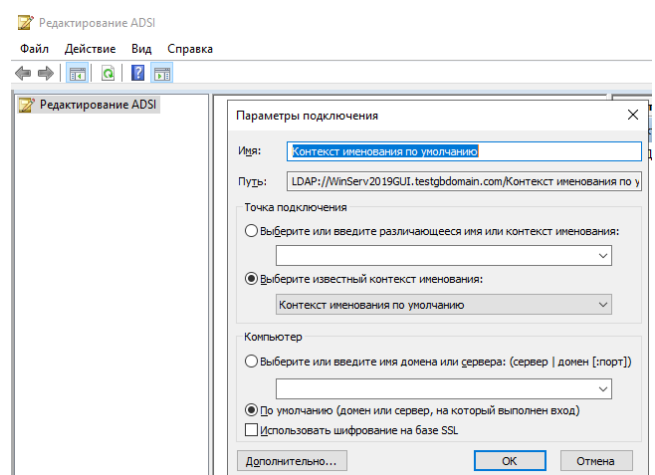 Редактирование ADSI
Файл Действие Вид Справка
Редактирование ADSI
Параметры подключения
Имя: Контекст именования по умолчанию
Путь: LDAP://WinServ2019GUI.testgbdomain.com/Контекст именования по у
Точка подключения
Выберите или введите различающееся имя или контекст именования:
Выберите известный контекст именования:
Контекст именования по умолчанию
Компьютер
Выберите или введите имя домена или сервера: (сервер | домен [:порт])
По умолчанию (домен или сервер, на который выполнен вход)
Использовать шифрование на базе SSL
Дополнительно... ОК Отмена